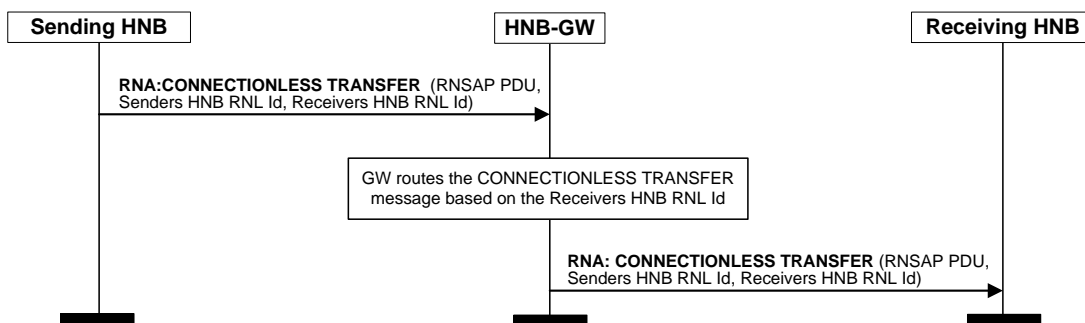 Sending HNB
HNB-GW
Receiving HNB
RNA:CONNECTIONLESS TRANSFER (RNSAP PDU,
Senders HNB RNL Id, Receivers HNB RNL Id)
GW routes the CONNECTIONLESS TRANSFER
message based on the Receivers HNB RNL Id
RNA: CONNECTIONLESS TRANSFER (RNSAP PDU,
Senders HNB RNL Id, Receivers HNB RNL Id)